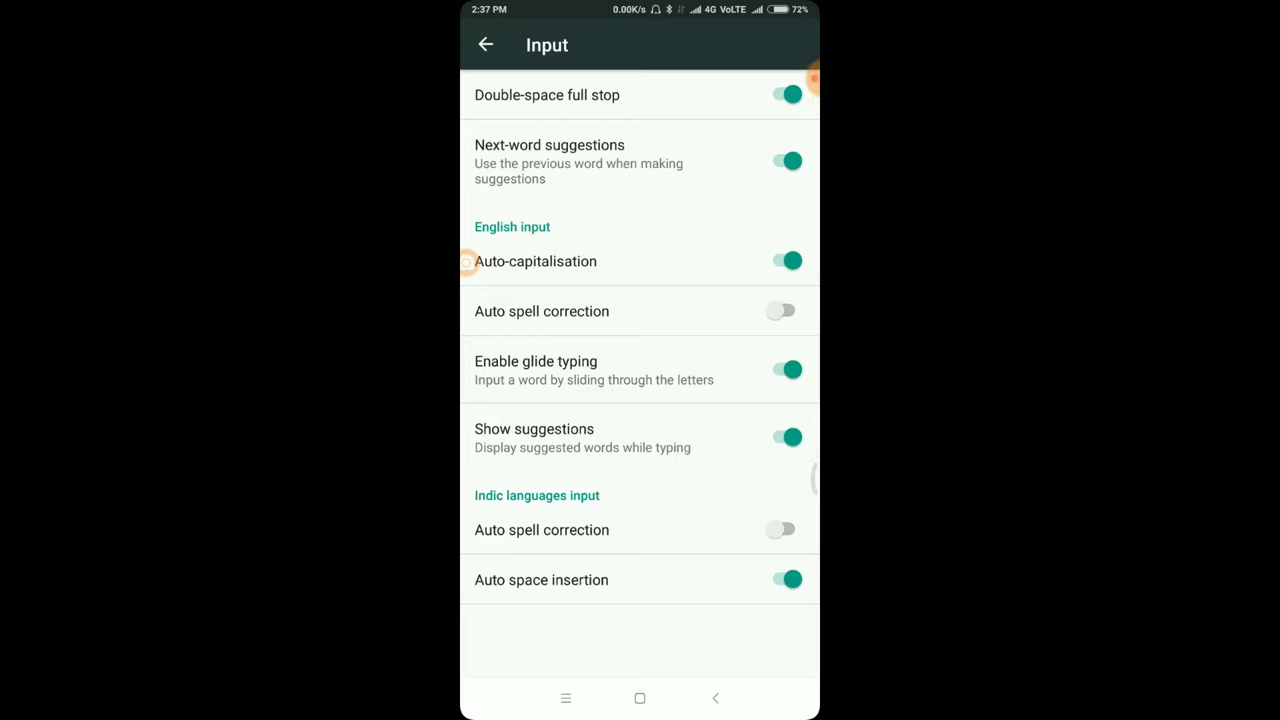 2:37 PM 0.00K/s 4G VoLTE 72%
Input
Double-space full stop
Next-word suggestions
Use the previous word when making
suggestions
English input
Auto-capitalisation
Auto spell correction
Enable glide typing
Input a word by sliding through the letters
Show suggestions
Display suggested words while typing
Indic languages input
Auto spell correction
Auto space insertion